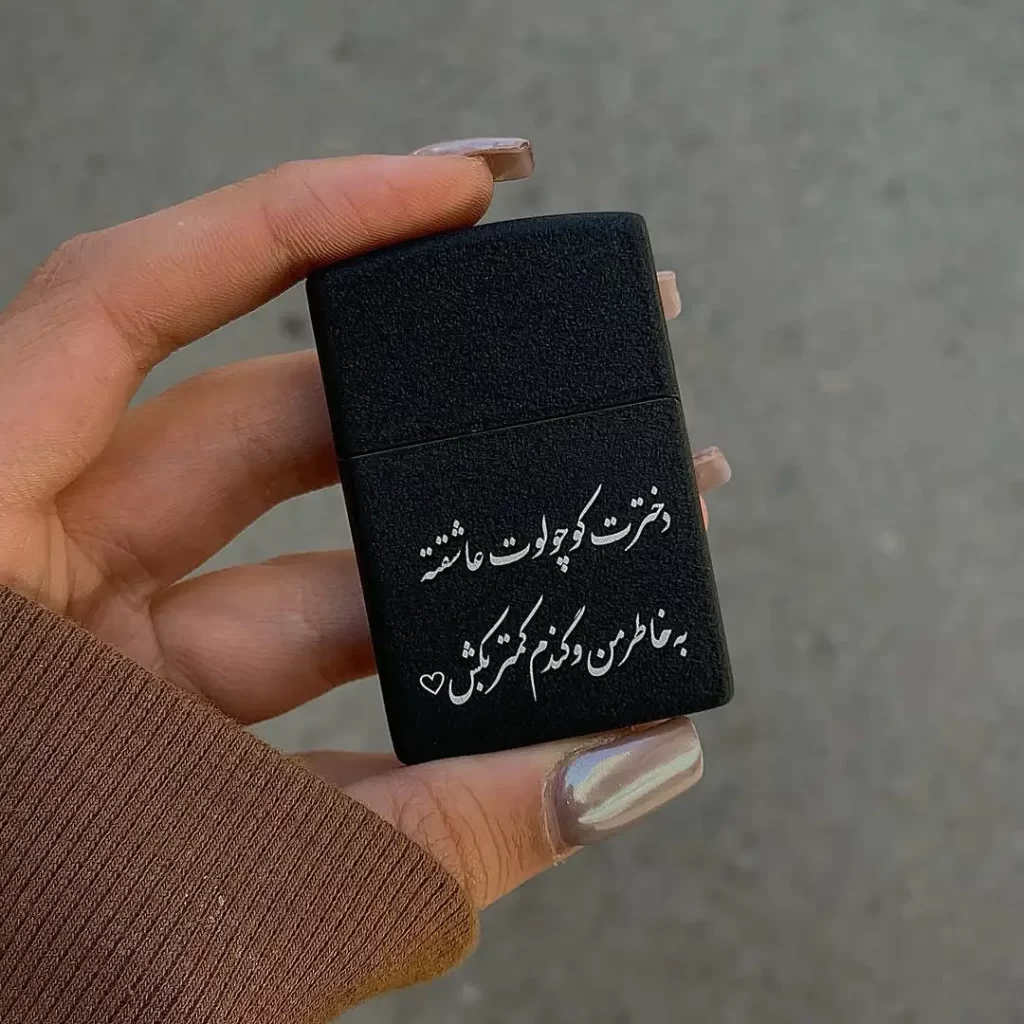 دخترت کوچولوت عاشقته
به خاطر من و گندم کمتر بکش♡